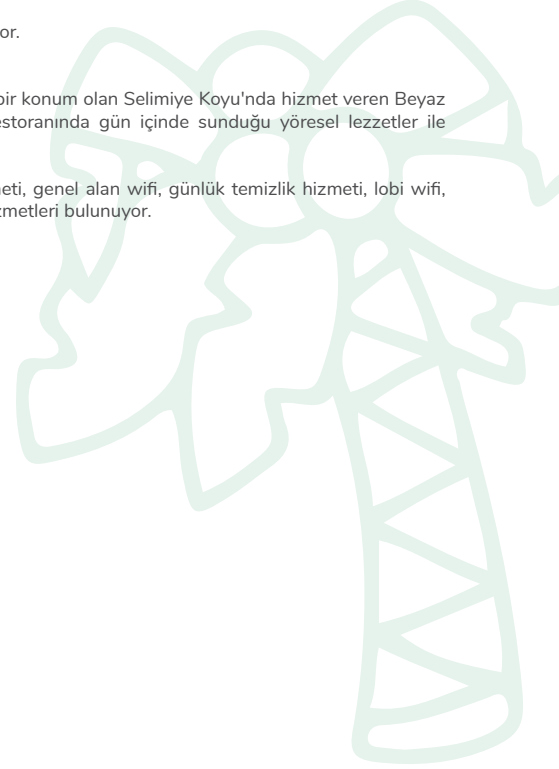 or.
bir konum olan Selimiye Koyu'nda hizmet veren Beyaz
estoranında gün içinde sunduğu yöresel lezzetler ile
eti, genel alan wifi, günlük temizlik hizmeti, lobi wifi,
zmetleri bulunuyor.